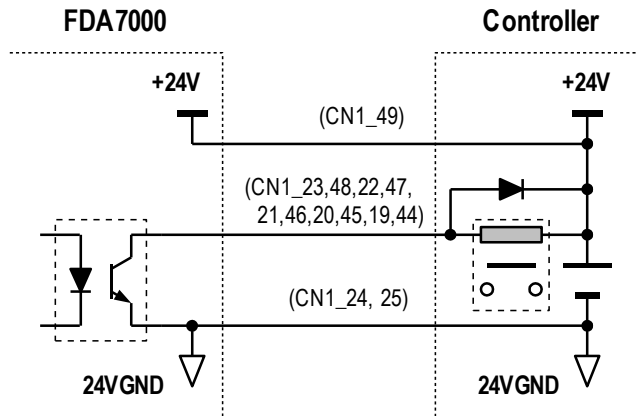 FDA7000
Controller
+24V
+24V
(CN1_49)
(CN1_23,48,22,47,
21,46,20,45,19,44)
(CN1_24, 25)
24VGND
24VGND